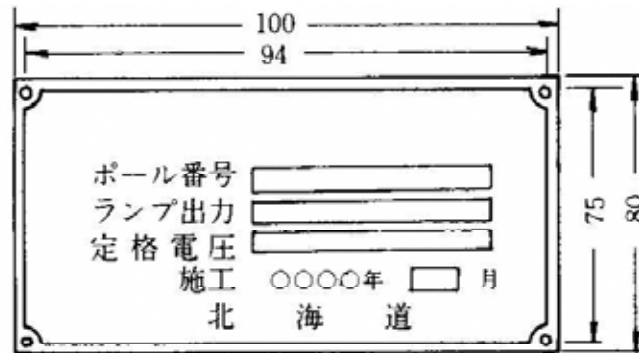 100
94
ポール番号
ランプ出力
定格電圧
施工 ○○○○年 月
北海道
75
80